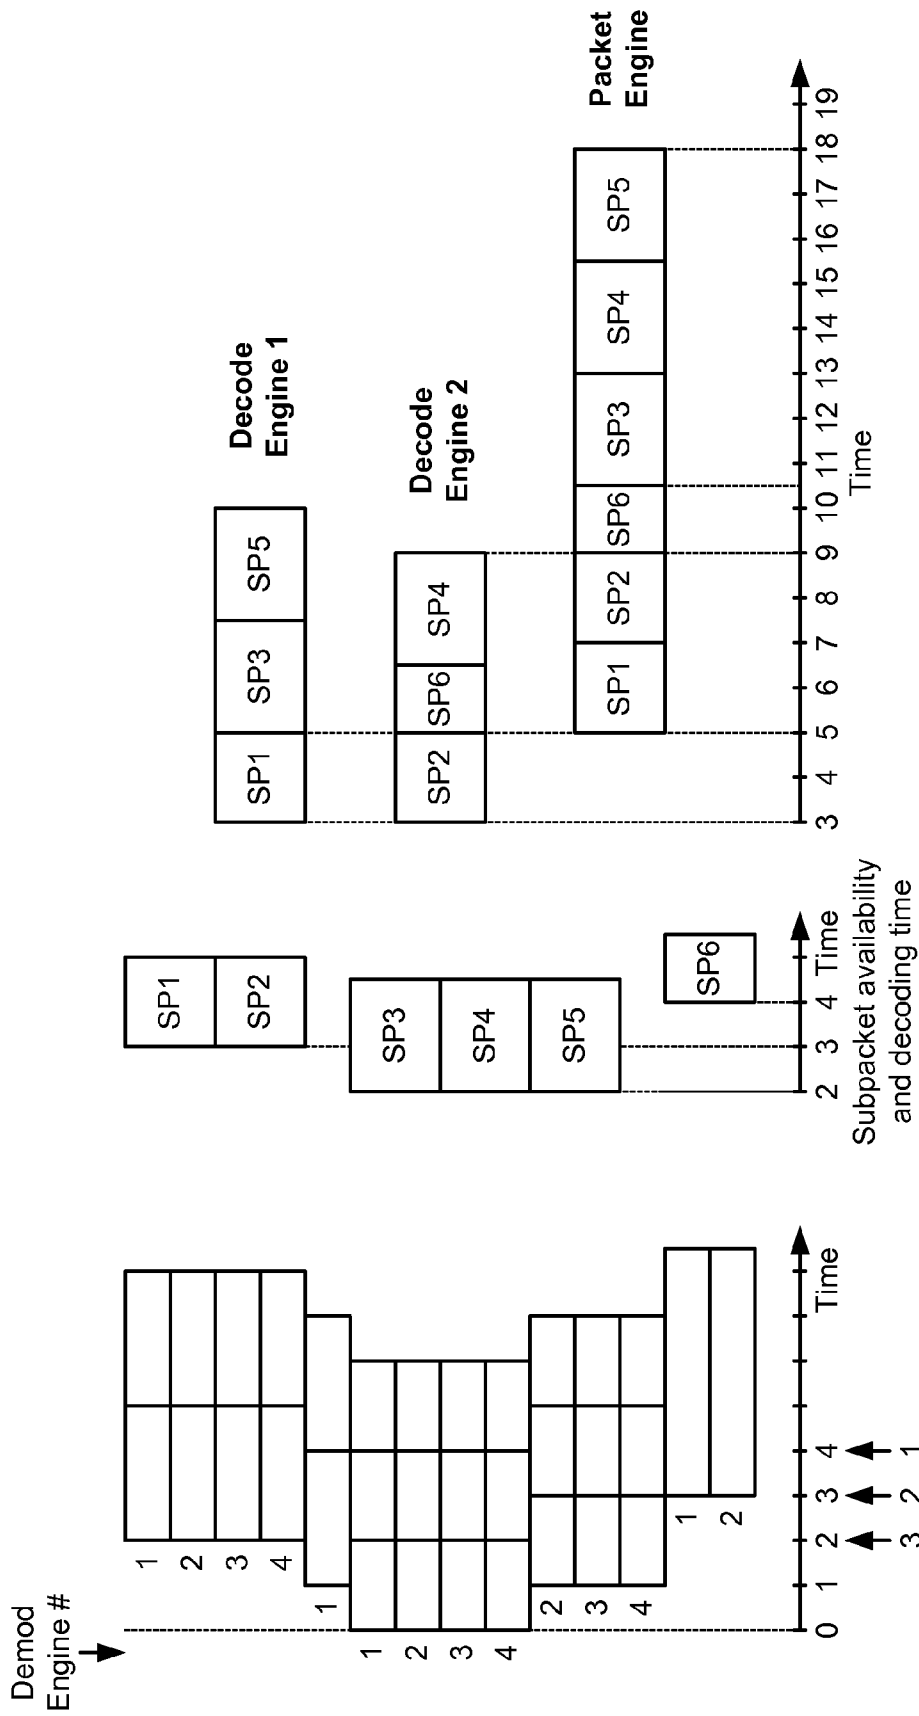 Demod
Engine #
1
2
3
4
1
1
2
3
4
2
3
4
1
2
0
1
2
3
4
Time
3
2
1
SP1
SP2
SP3
SP4
SP5
SP6
2
3
4
Time
Subpacket availability
and decoding time
Decode
Engine 1
SP1
SP3
SP5
Decode
Engine 2
SP2
SP6
SP4
Packet
Engine
SP1
SP2
SP6
SP3
SP4
SP5
3
4
5
6
7
8
9
10
11
12
13
14
15
16
17
18
19
Time